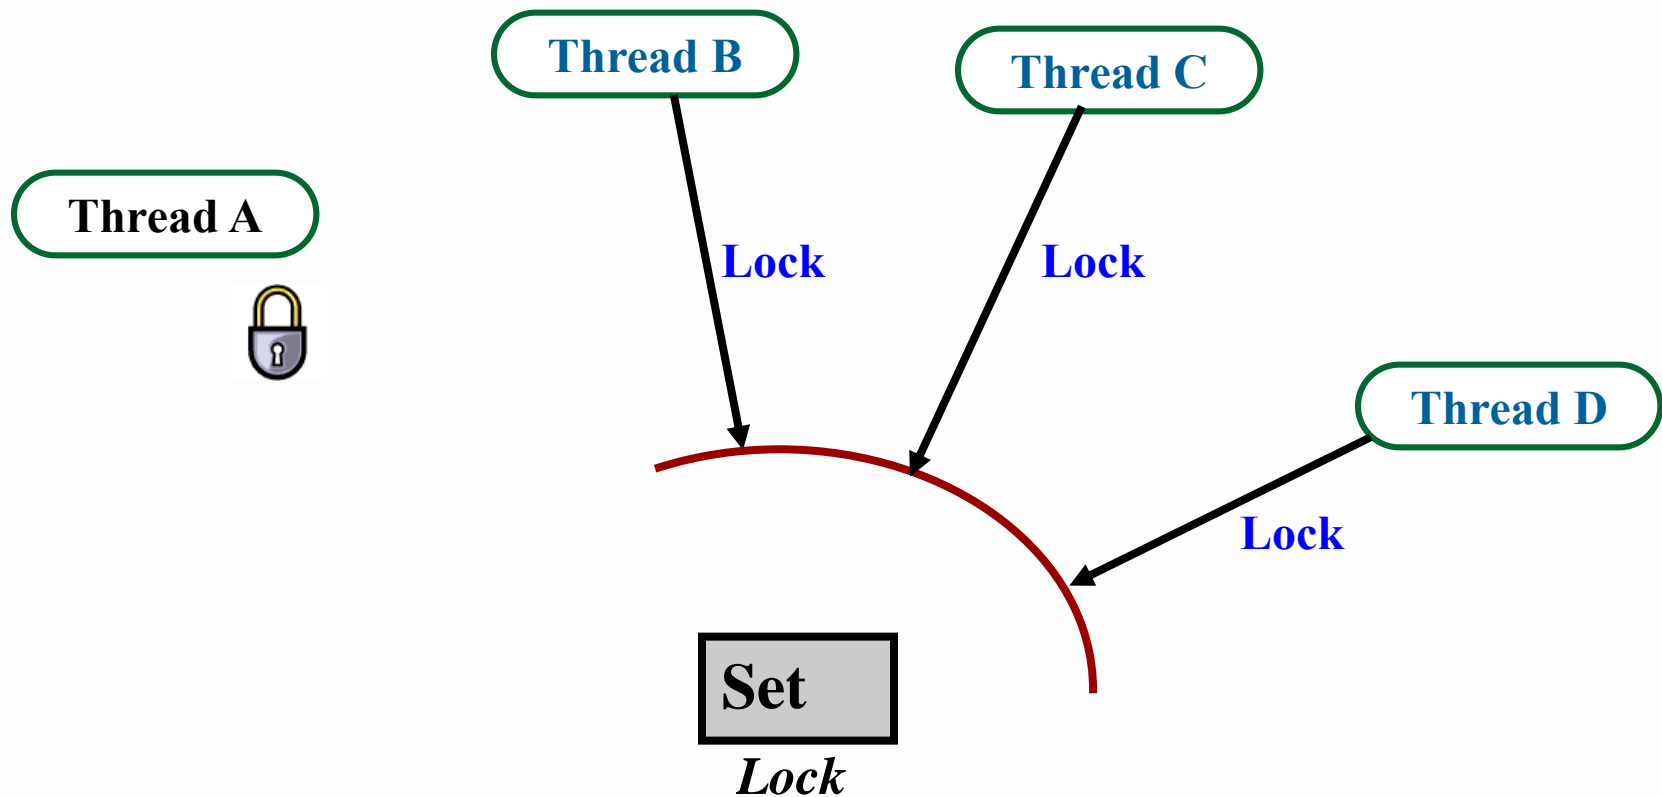 Thread B
Thread C
Thread A
Lock
Lock
Thread D
Lock
Set
Lock